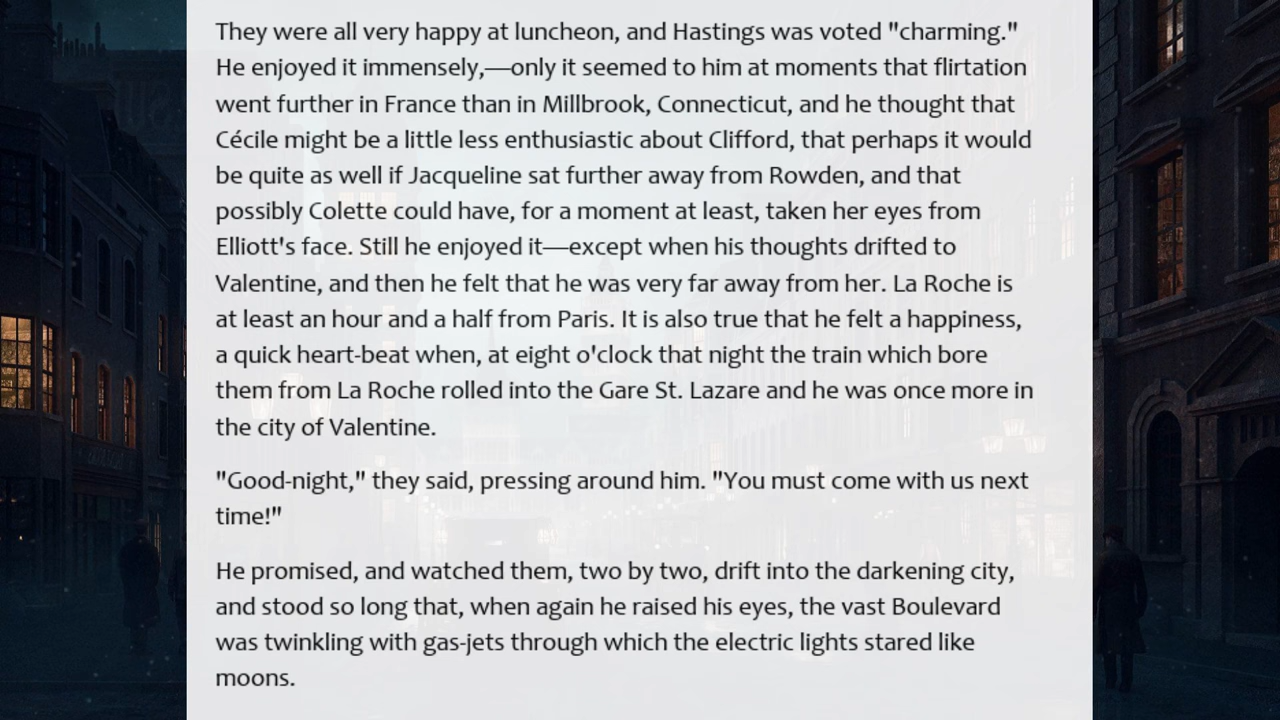 They were all very happy at luncheon, and Hastings was voted "charming."
He enjoyed it immensely,—only it seemed to him at moments that flirtation
went further in France than in Millbrook, Connecticut, and he thought that
Cécile might be a little less enthusiastic about Clifford, that perhaps it would
be quite as well if Jacqueline sat further away from Rowden, and that
possibly Colette could have, for a moment at least, taken her eyes from
Elliott's face. Still he enjoyed it—except when his thoughts drifted to
Valentine, and then he felt that he was very far away from her. La Roche is
at least an hour and a half from Paris. It is also true that he felt a happiness,
a quick heart-beat when, at eight o'clock that night the train which bore
them from La Roche rolled into the Gare St. Lazare and he was once more in
the city of Valentine.
"Good-night," they said, pressing around him. "You must come with us next
time!"
He promised, and watched them, two by two, drift into the darkening city,
and stood so long that, when again he raised his eyes, the vast Boulevard
was twinkling with gas-jets through which the electric lights stared like
moons.